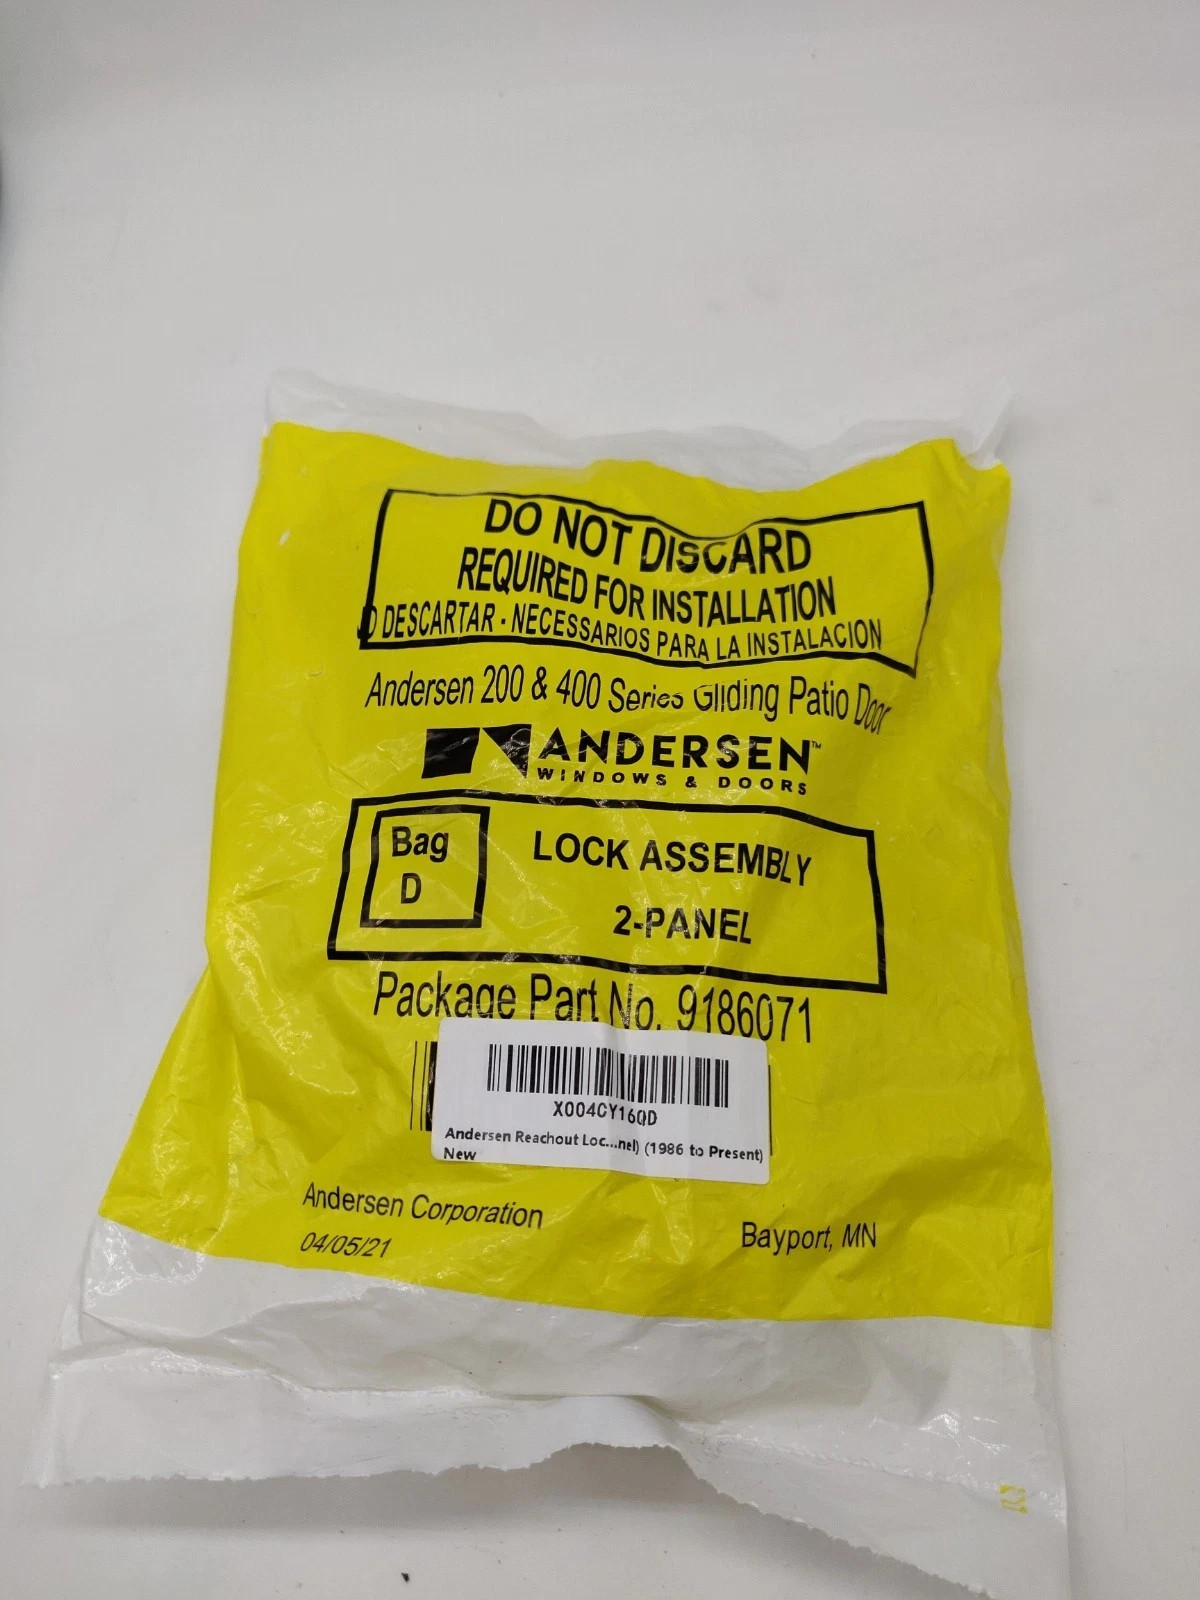 DO NOT DISCARD
REQUIRED FOR INSTALLATION
O DESCARTAR - NECESSARIOS PARA LA INSTALACION
Andersen 200 & 400 Series Gliding Patio Door
ANDERSEN™
WINDOWS & DOORS
Bag
D
LOCK ASSEMBLY
2-PANEL
Package Part No. 9186071
X004CY16QD
Andersen Reachout Loc...nel) (1986 to Present)
New
Andersen Corporation
04/05/21
Bayport, MN